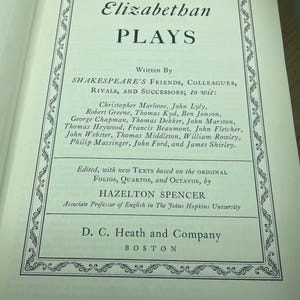 Elizabethan
PLAYS
Written By
SHAKESPEARE'S FRIENDS, COLLEAGUES,
RIVALS, AND SUCCESSORS; to wit:
Christopher Marlowe, John Lyly,
Robert Greene, Thomas Kyd, Ben Jonson,
George Chapman, Thomas Dekker, John Marston,
Thomas Heywood, Francis Beaumont, John Fletcher,
John Webster, Thomas Middleton, William Rowley,
Philip Massinger, John Ford, and James Shirley.
Edited, with new TEXTS based on the ORIGINAL
FOLIOS, QUARTOS, and OCTAVOS, by
HAZELTON SPENCER
Associate Professor of English in The Johns Hopkins University
D. C. Heath and Company
BOSTON